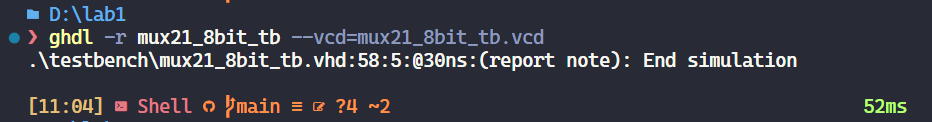 D:\lab1
❯ ghdl -r mux21_8bit_tb --vcd=mux21_8bit_tb.vcd
.\testbench\mux21_8bit_tb.vhd:58:5:@30ns:(report note): End simulation
[11:04] Shell main ≡ ?4 ~2 52ms